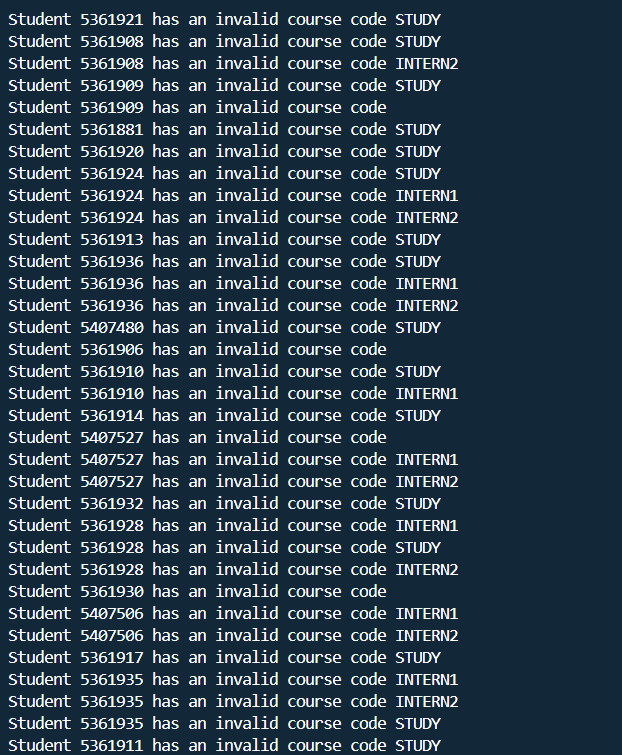 Student 5361921 has an invalid course code STUDY
Student 5361908 has an invalid course code STUDY
Student 5361908 has an invalid course code INTERN2
Student 5361909 has an invalid course code STUDY
Student 5361909 has an invalid course code
Student 5361881 has an invalid course code STUDY
Student 5361920 has an invalid course code STUDY
Student 5361924 has an invalid course code STUDY
Student 5361924 has an invalid course code INTERN1
Student 5361924 has an invalid course code INTERN2
Student 5361913 has an invalid course code STUDY
Student 5361936 has an invalid course code STUDY
Student 5361936 has an invalid course code INTERN1
Student 5361936 has an invalid course code INTERN2
Student 5407480 has an invalid course code STUDY
Student 5361906 has an invalid course code
Student 5361910 has an invalid course code STUDY
Student 5361910 has an invalid course code INTERN1
Student 5361914 has an invalid course code STUDY
Student 5407527 has an invalid course code
Student 5407527 has an invalid course code INTERN1
Student 5407527 has an invalid course code INTERN2
Student 5361932 has an invalid course code STUDY
Student 5361928 has an invalid course code INTERN1
Student 5361928 has an invalid course code STUDY
Student 5361928 has an invalid course code INTERN2
Student 5361930 has an invalid course code
Student 5407506 has an invalid course code INTERN1
Student 5407506 has an invalid course code INTERN2
Student 5361917 has an invalid course code STUDY
Student 5361935 has an invalid course code INTERN1
Student 5361935 has an invalid course code INTERN2
Student 5361935 has an invalid course code STUDY
Student 5361911 has an invalid course code STUDY